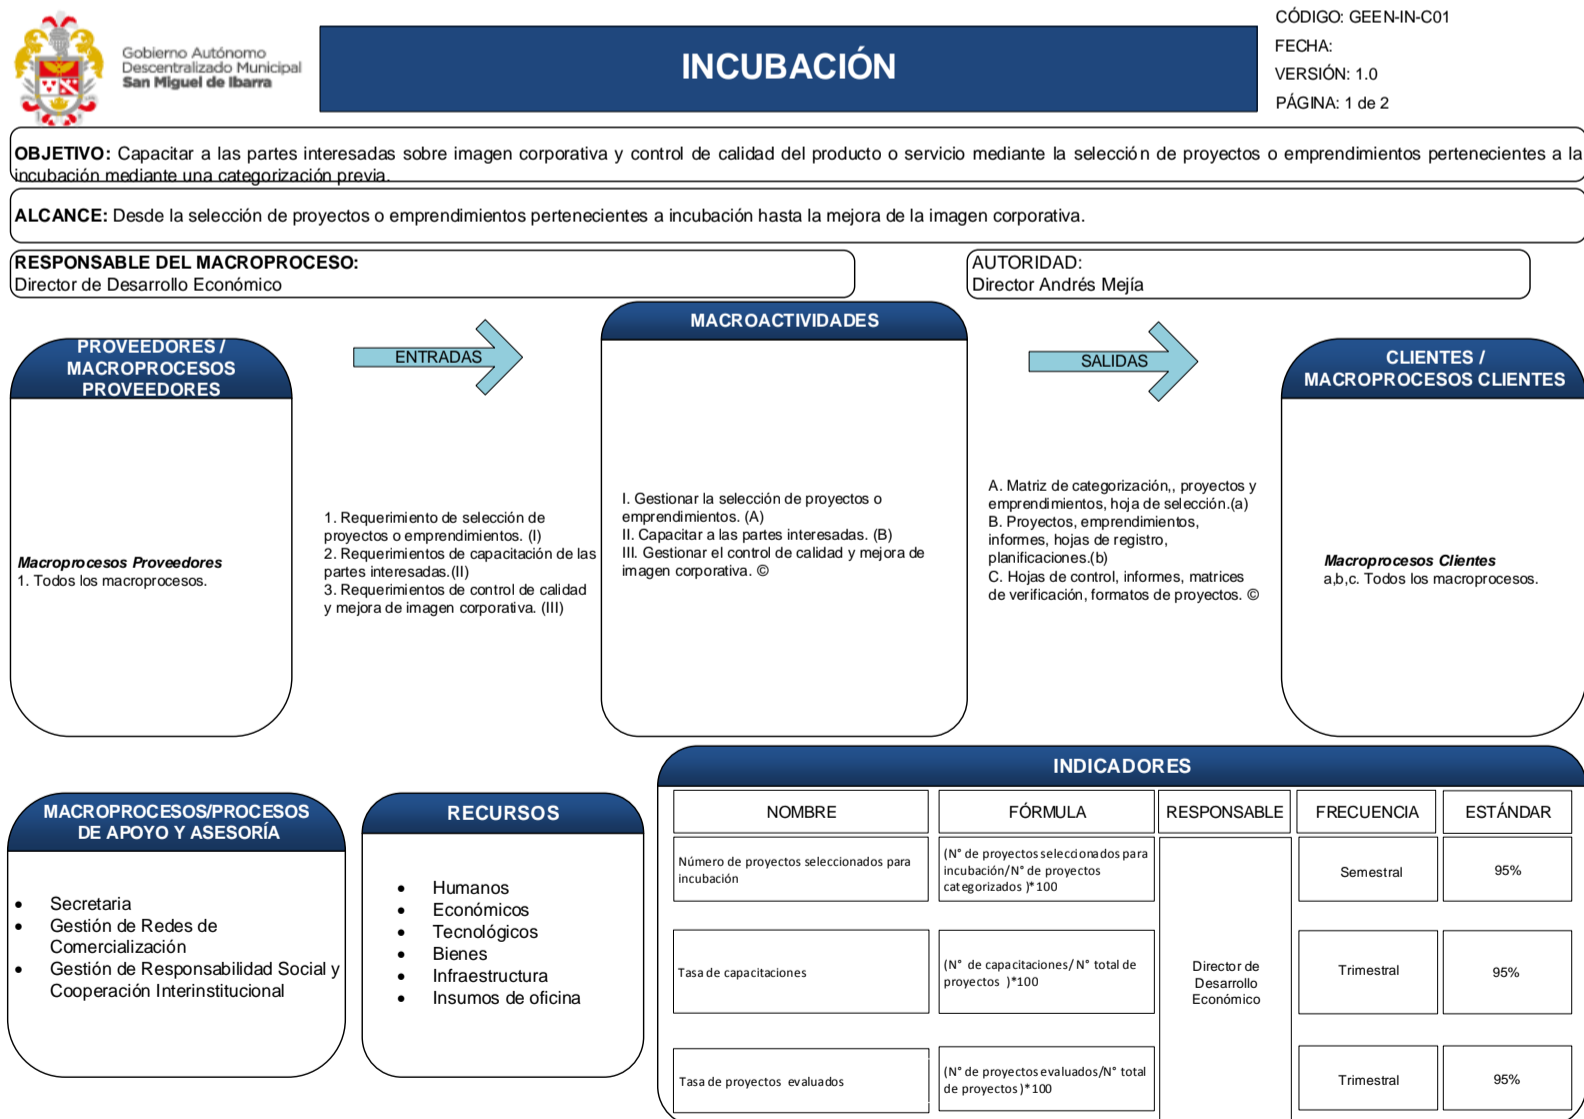 Gobierno Autónomo
Descentralizado Municipal
San Miguel de Ibarra
INCUBACIÓN
CÓDIGO: GEEN-IN-C01
FECHA:
VERSIÓN: 1.0
PÁGINA: 1 de 2
OBJETIVO: Capacitar a las partes interesadas sobre imagen corporativa y control de calidad del producto o servicio mediante la selección de proyectos o emprendimientos pertenecientes a la
incubación mediante una categorización previa.
ALCANCE: Desde la selección de proyectos o emprendimientos pertenecientes a incubación hasta la mejora de la imagen corporativa.
RESPONSABLE DEL MACROPROCESO:
Director de Desarrollo Económico
AUTORIDAD:
Director Andrés Mejía
PROVEEDORES /
MACROPROCESOS
PROVEEDORES
Macroprocesos Proveedores
1. Todos los macroprocesos.
ENTRADAS
1. Requerimiento de selección de
proyectos o emprendimientos. (I)
2. Requerimientos de capacitación de las
partes interesadas.(II)
3. Requerimientos de control de calidad
y mejora de imagen corporativa. (III)
MACROACTIVIDADES
I. Gestionar la selección de proyectos o
emprendimientos. (A)
II. Capacitar a las partes interesadas. (B)
III. Gestionar el control de calidad y mejora de
imagen corporativa. ©
SALIDAS
A. Matriz de categorización,, proyectos y
emprendimientos, hoja de selección.(a)
B. Proyectos, emprendimientos,
informes, hojas de registro,
planificaciones.(b)
C. Hojas de control, informes, matrices
de verificación, formatos de proyectos. ©
CLIENTES /
MACROPROCESOS CLIENTES
Macroprocesos Clientes
a,b,c. Todos los macroprocesos.
MACROPROCESOS/PROCESOS
DE APOYO Y ASESORÍA
• Secretaria
• Gestión de Redes de
Comercialización
• Gestión de Responsabilidad Social y
Cooperación Interinstitucional
RECURSOS
• Humanos
• Económicos
• Tecnológicos
• Bienes
• Infraestructura
• Insumos de oficina
INDICADORES
NOMBRE FÓRMULA RESPONSABLE FRECUENCIA ESTÁNDAR
Número de proyectos seleccionados para
incubación
(N° de proyectos seleccionados para
incubación/N° de proyectos
categorizados )*100
Semestral
95%
Tasa de capacitaciones
(N° de capacitaciones/ N° total de
proyectos )*100
Director de
Desarrollo
Económico
Trimestral
95%
Tasa de proyectos evaluados
(N° de proyectos evaluados/N° total
de proyectos )*100
Trimestral
95%